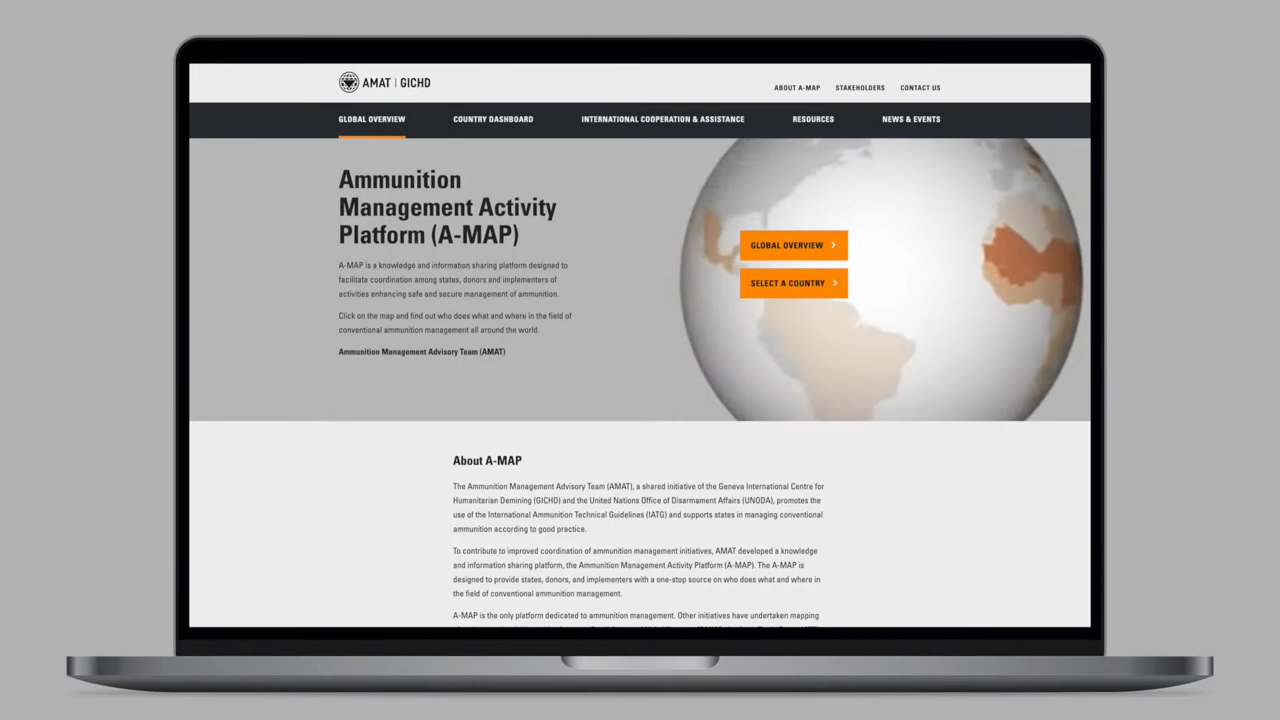 AMAT | GICHD
ABOUT A-MAP
STAKEHOLDERS
CONTACT US
GLOBAL OVERVIEW
COUNTRY DASHBOARD
INTERNATIONAL COOPERATION & ASSISTANCE
RESOURCES
NEWS & EVENTS
Ammunition
Management Activity
Platform (A-MAP)
A-MAP is a knowledge and information sharing platform designed to
facilitate coordination among states, donors and implementers of
activities enhancing safe and secure management of ammunition.
Click on the map and find out who does what and where in the field of
conventional ammunition management all around the world.
Ammunition Management Advisory Team (AMAT)
GLOBAL OVERVIEW
SELECT A COUNTRY
About A-MAP
The Ammunition Management Advisory Team (AMAT), a shared initiative of the Geneva International Centre for
Humanitarian Demining (GICHD) and the United Nations Office of Disarmament Affairs (UNODA), promotes the
use of the International Ammunition Technical Guidelines (IATG) and supports states in managing conventional
ammunition according to good practice.
To contribute to improved coordination of ammunition management initiatives, AMAT developed a knowledge
and information sharing platform, the Ammunition Management Activity Platform (A-MAP). The A-MAP is
designed to provide states, donors, and implementers with a one-stop source on who does what and where in
the field of conventional ammunition management.
A-MAP is the only platform dedicated to ammunition management. Other initiatives have undertaken mapping